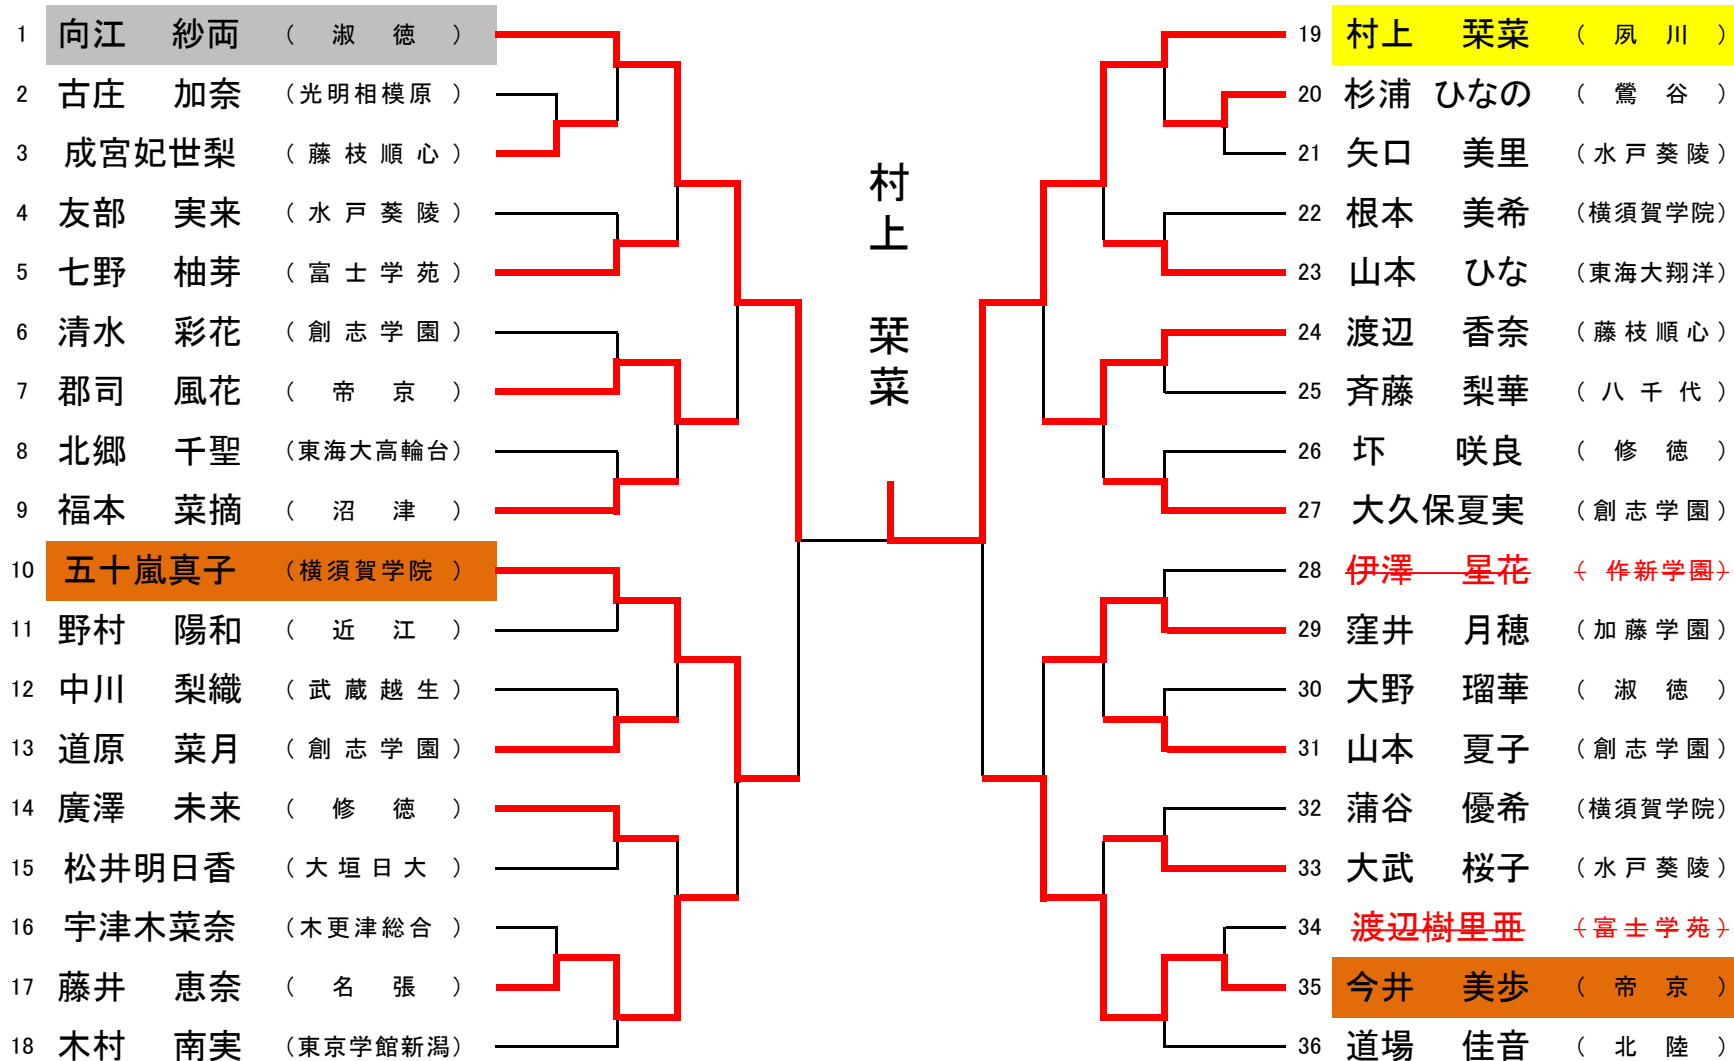 1 向江 紗両 （ 淑 徳 ）
2 古庄 加奈 （光明相模原 ）
3 成宮妃世梨 （ 藤 枝 順 心 ）
4 友部 実来 （ 水 戸 葵 陵 ）
5 七野 柚芽 （ 富 士 学 苑 ）
6 清水 彩花 （ 創 志 学 園 ）
7 郡司 風花 （ 帝 京 ）
8 北郷 千聖 （東海大高輪台）
9 福本 菜摘 （ 沼 津 ）
10 五十嵐真子 （横須賀学院 ）
11 野村 陽和 （ 近 江 ）
12 中川 梨織 （ 武 蔵 越 生 ）
13 道原 菜月 （ 創 志 学 園 ）
14 廣澤 未来 （ 修 徳 ）
15 松井明日香 （ 大 垣 日 大 ）
16 宇津木菜奈 （木更津総合 ）
17 藤井 恵奈 （ 名 張 ）
18 木村 南実 （東京学館新潟）
村上 栞菜
19 村上 栞菜 （ 夙 川 ）
20 杉浦 ひなの （ 鶯 谷 ）
21 矢口 美里 （ 水 戸 葵 陵 ）
22 根本 美希 （横須賀学院）
23 山本 ひな （東海大翔洋）
24 渡辺 香奈 （ 藤 枝 順 心 ）
25 斉藤 梨華 （ 八 千 代 ）
26 圷 咲良 （ 修 徳 ）
27 大久保夏実 （ 創 志 学 園 ）
28 伊澤 星花 （ 作新学園）
29 窪井 月穂 （ 加 藤 学 園 ）
30 大野 瑠華 （ 淑 徳 ）
31 山本 夏子 （ 創 志 学 園 ）
32 蒲谷 優希 （横須賀学院）
33 大武 桜子 （ 水 戸 葵 陵 ）
34 渡辺樹里亜 （ 富 士 学 苑 ）
35 今井 美歩 （ 帝 京 ）
36 道場 佳音 （ 北 陸 ）